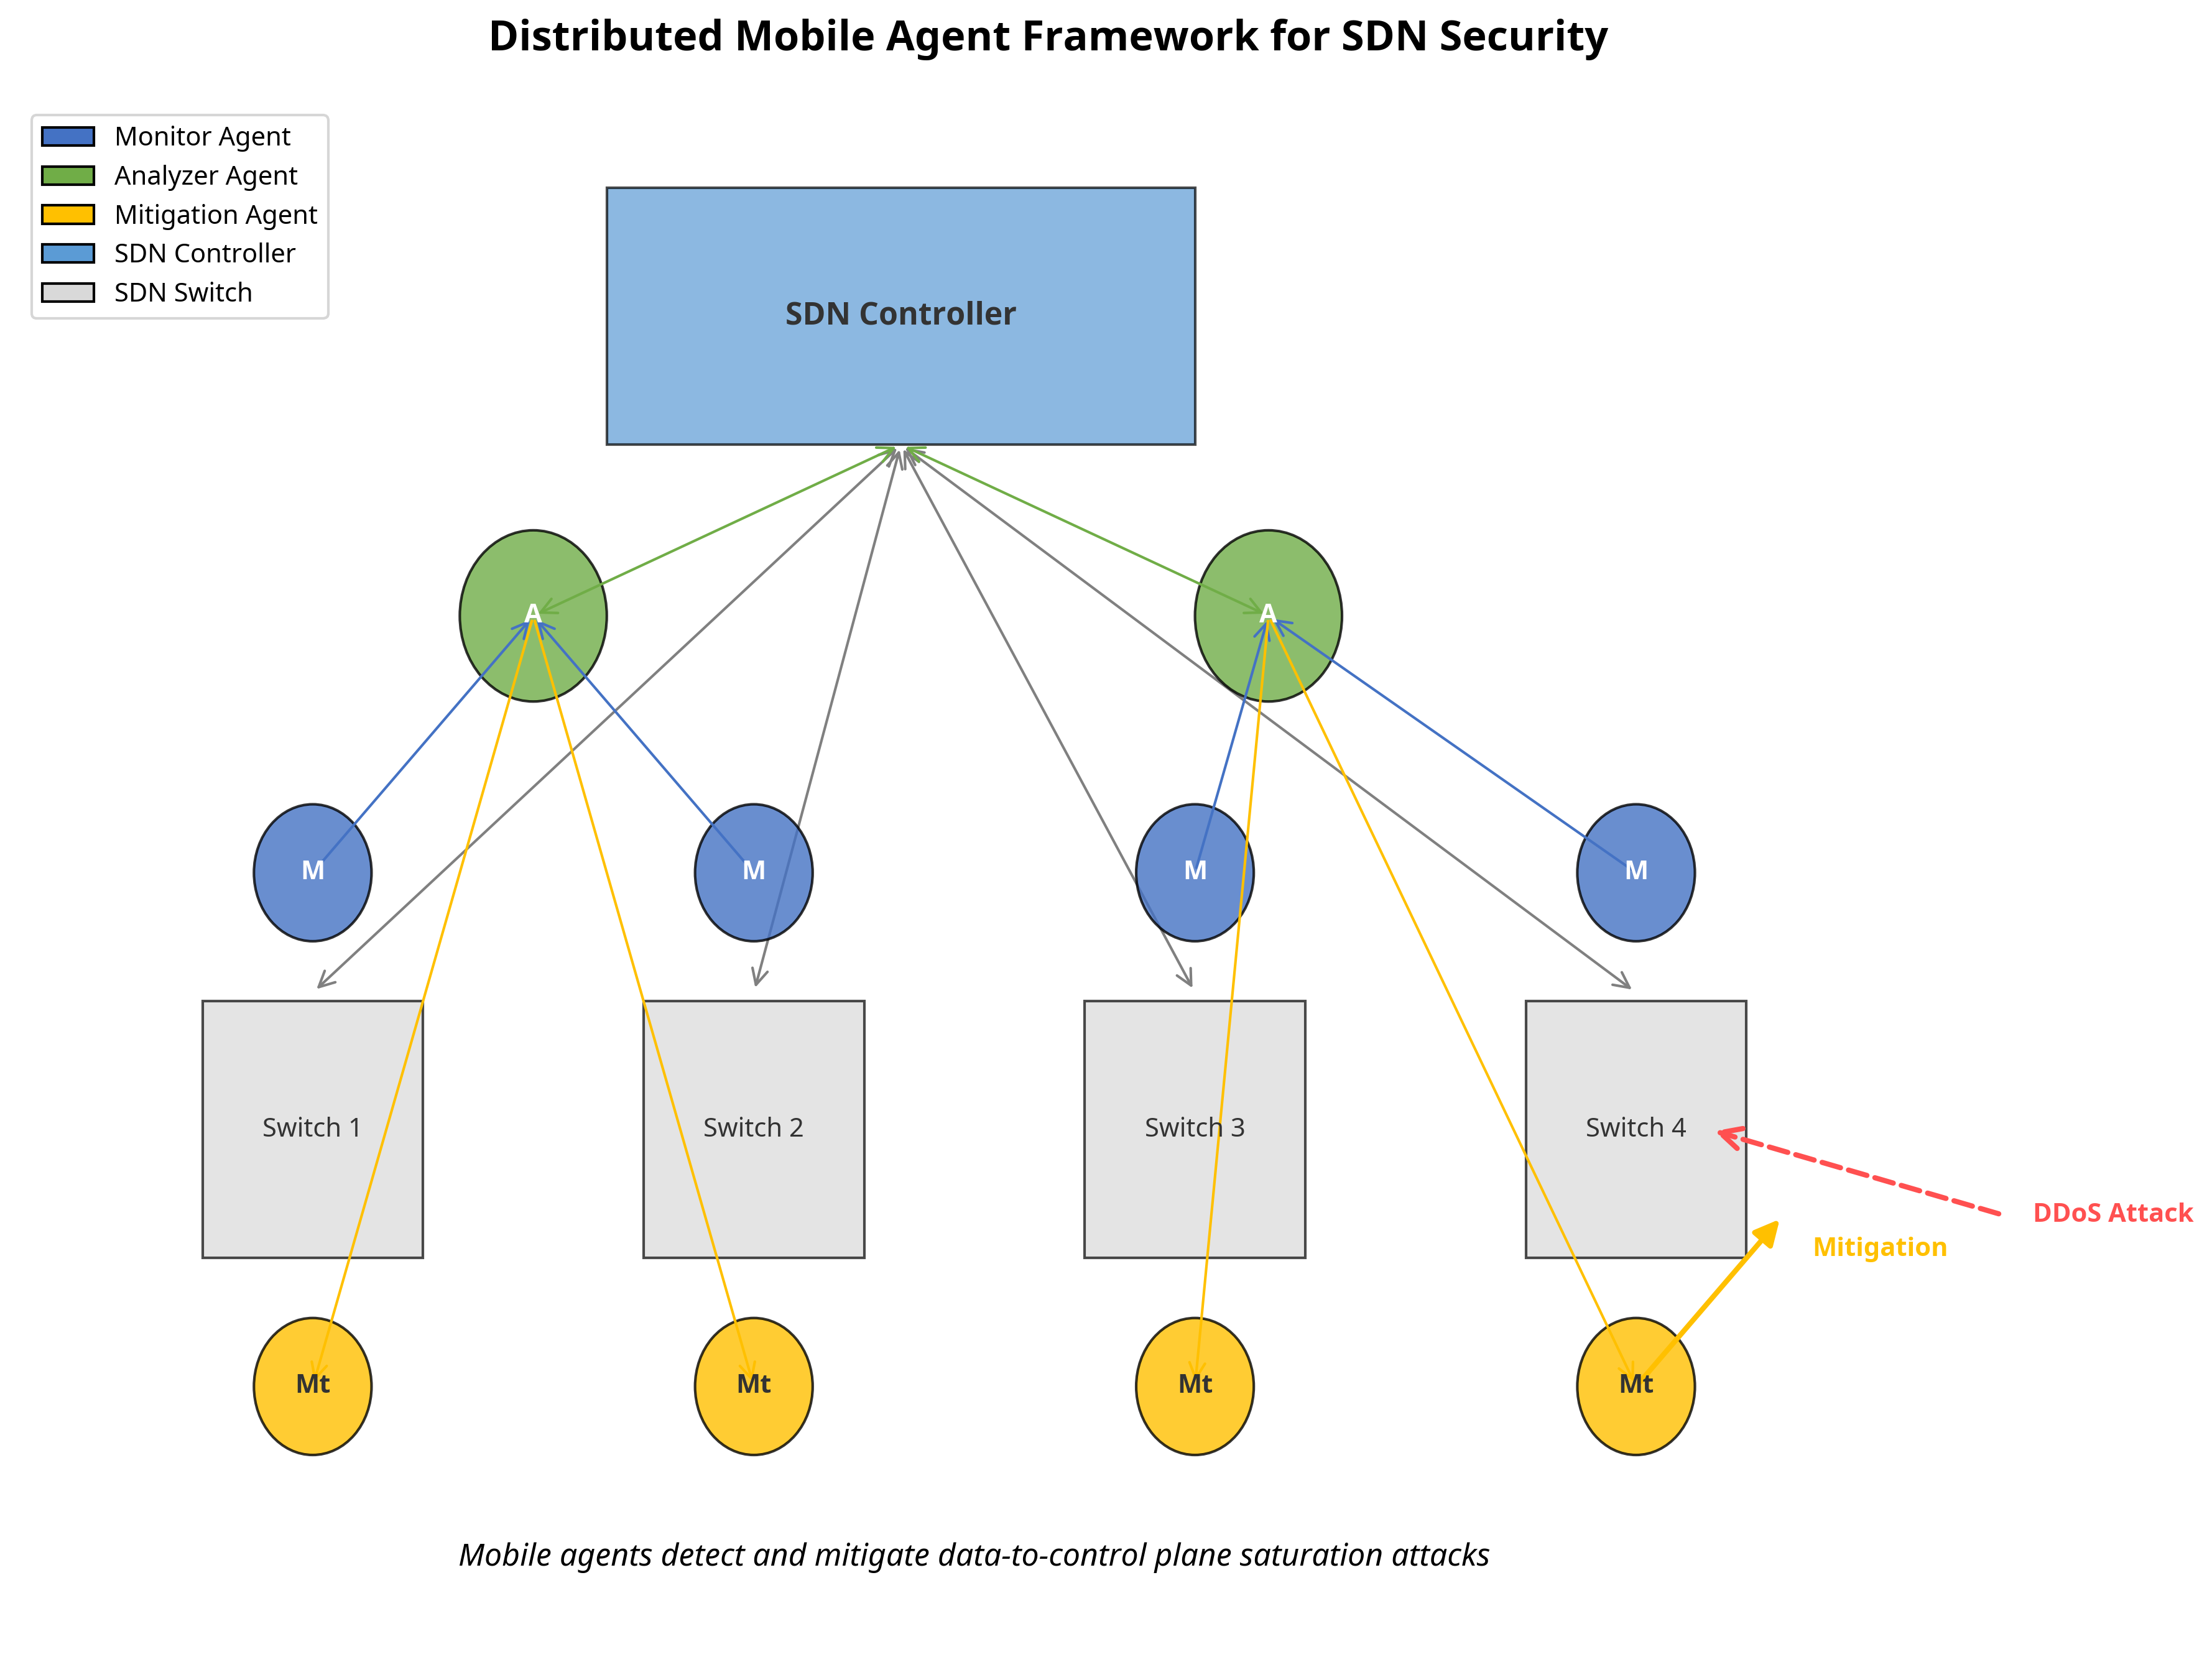 Distributed Mobile Agent Framework for SDN Security
Monitor Agent
Analyzer Agent
Mitigation Agent
SDN Controller
SDN Switch
SDN Controller
A
A
M
M
M
M
Switch 1
Switch 2
Switch 3
Switch 4
DDoS Attack
Mitigation
Mt
Mt
Mt
Mt
Mobile agents detect and mitigate data-to-control plane saturation attacks